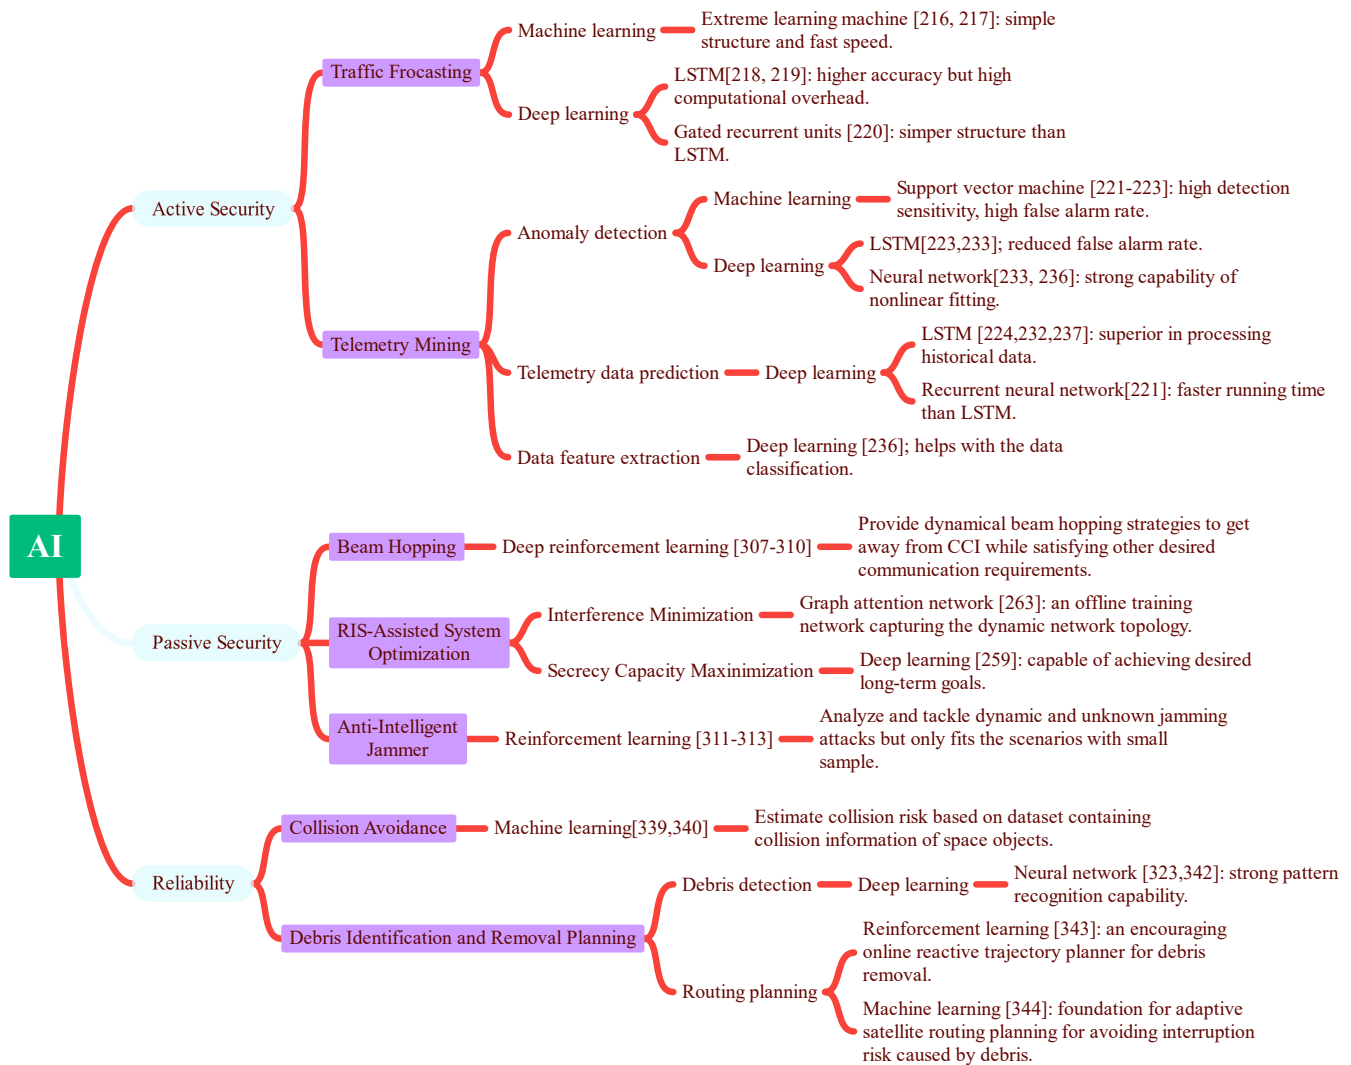 AI
Active Security
Traffic Frocasting
Machine learning
Extreme learning machine [216, 217]: simple
structure and fast speed.
Deep learning
LSTM[218, 219]: higher accuracy but high
computational overhead.
Gated recurrent units [220]: simper structure than
LSTM.
Telemetry Mining
Anomaly detection
Machine learning
Support vector machine [221-223]: high detection
sensitivity, high false alarm rate.
Deep learning
LSTM[223,233]; reduced false alarm rate.
Neural network[233, 236]: strong capability of
nonlinear fitting.
Telemetry data prediction
Deep learning
LSTM [224,232,237]: superior in processing
historical data.
Recurrent neural network[221]: faster running time
than LSTM.
Data feature extraction
Deep learning [236]; helps with the data
classification.
Passive Security
Beam Hopping
Deep reinforcement learning [307-310]
Provide dynamical beam hopping strategies to get
away from CCI while satisfying other desired
communication requirements.
RIS-Assisted System
Optimization
Interference Minimization
Graph attention network [263]: an offline training
network capturing the dynamic network topology.
Secrecy Capacity Maxinimization
Deep learning [259]: capable of achieving desired
long-term goals.
Anti-Intelligent
Jammer
Reinforcement learning [311-313]
Analyze and tackle dynamic and unknown jamming
attacks but only fits the scenarios with small
sample.
Reliability
Collision Avoidance
Machine learning[339,340]
Estimate collision risk based on dataset containing
collision information of space objects.
Debris Identification and Removal Planning
Debris detection
Deep learning
Neural network [323,342]: strong pattern
recognition capability.
Routing planning
Reinforcement learning [343]: an encouraging
online reactive trajectory planner for debris
removal.
Machine learning [344]: foundation for adaptive
satellite routing planning for avoiding interruption
risk caused by debris.